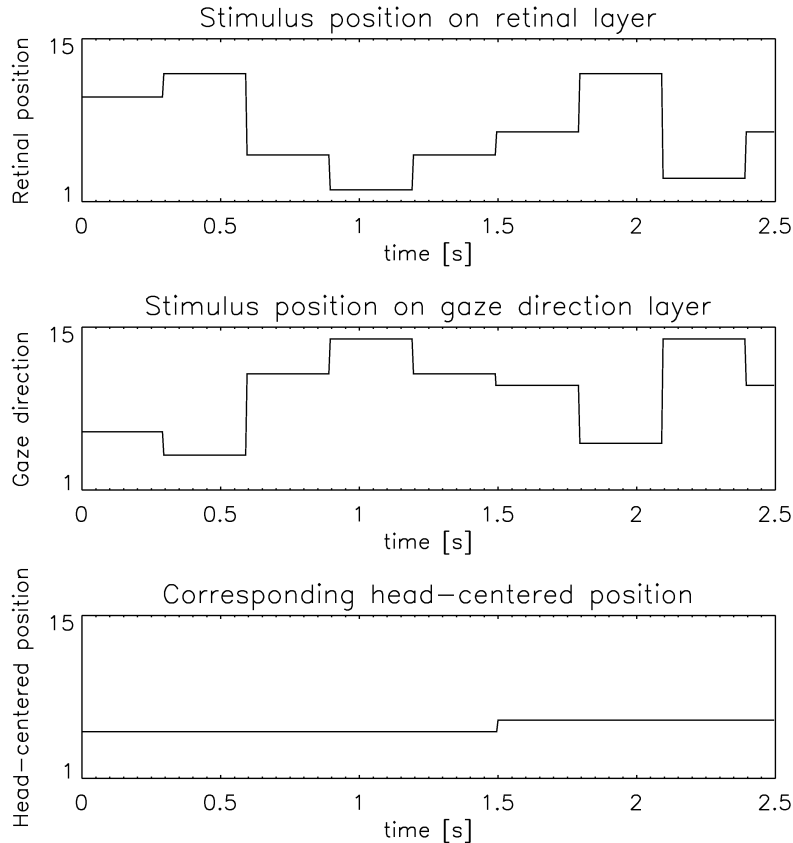 Stimulus position on retinal layer
15
Retinal position
1
0 0.5 1 1.5 2 2.5
time [s]
Stimulus position on gaze direction layer
15
Gaze direction
1
0 0.5 1 1.5 2 2.5
time [s]
Corresponding head-centered position
15
Head-centered position
1
0 0.5 1 1.5 2 2.5
time [s]